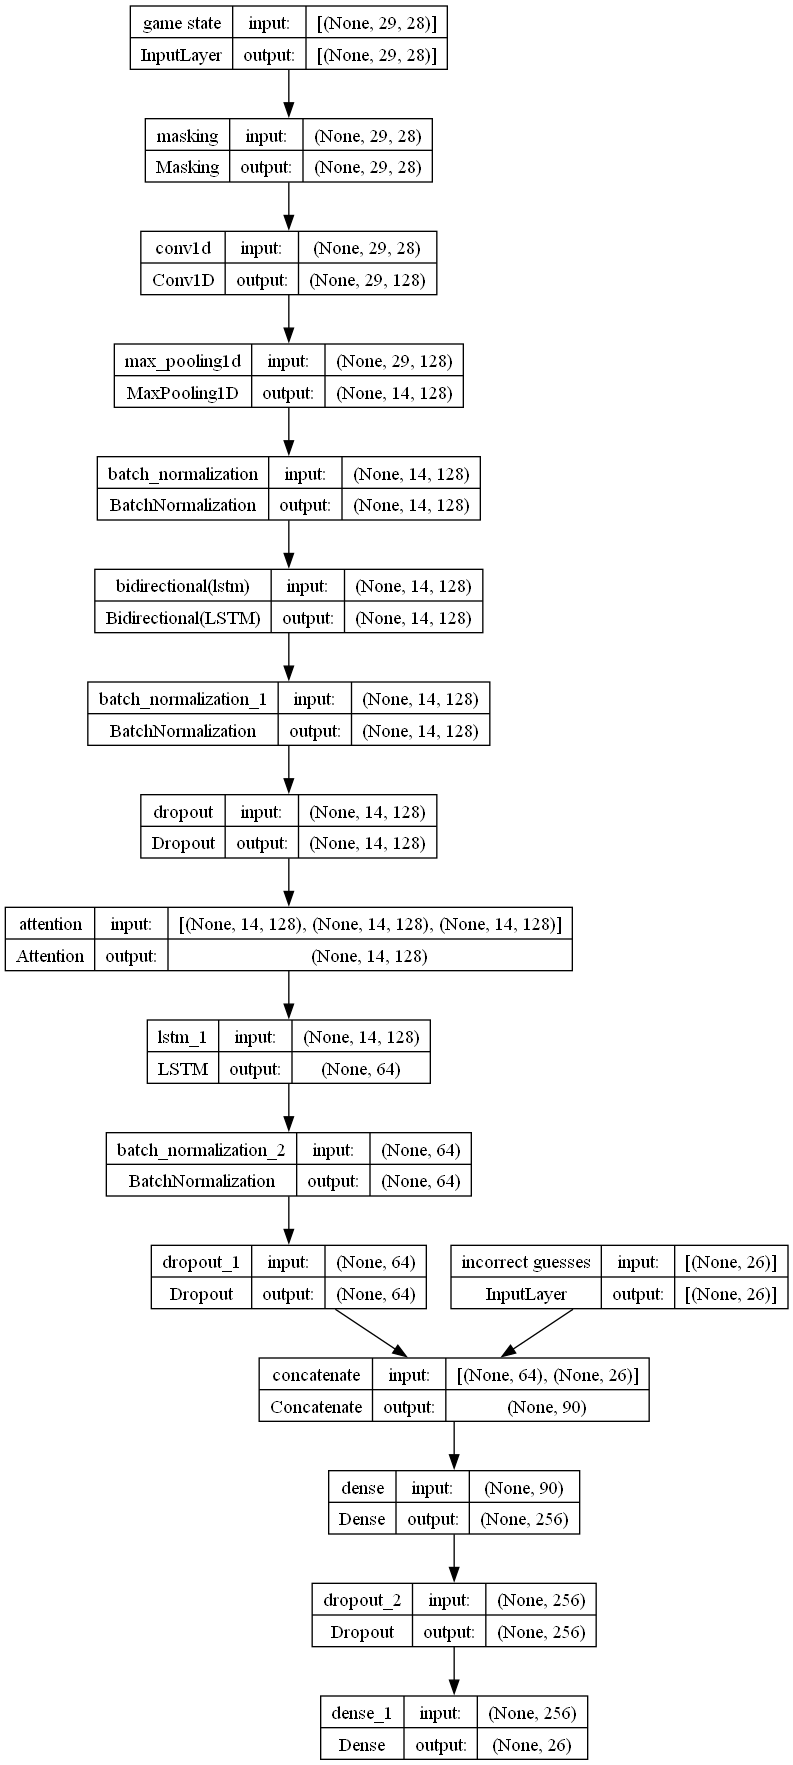 game state input: [(None, 29, 28)]
InputLayer output: [(None, 29, 28)]
masking input: (None, 29, 28)
Masking output: (None, 29, 28)
conv1d input: (None, 29, 28)
Conv1D output: (None, 29, 128)
max_pooling1d input: (None, 29, 128)
MaxPooling1D output: (None, 14, 128)
batch_normalization input: (None, 14, 128)
BatchNormalization output: (None, 14, 128)
bidirectional(lstm) input: (None, 14, 128)
Bidirectional(LSTM) output: (None, 14, 128)
batch_normalization_1 input: (None, 14, 128)
BatchNormalization output: (None, 14, 128)
dropout input: (None, 14, 128)
Dropout output: (None, 14, 128)
attention input: [(None, 14, 128), (None, 14, 128), (None, 14, 128)]
Attention output: (None, 14, 128)
lstm_1 input: (None, 14, 128)
LSTM output: (None, 64)
batch_normalization_2 input: (None, 64)
BatchNormalization output: (None, 64)
dropout_1 input: (None, 64)
Dropout output: (None, 64)
incorrect guesses input: [(None, 26)]
InputLayer output: [(None, 26)]
concatenate input: [(None, 64), (None, 26)]
Concatenate output: (None, 90)
dense input: (None, 90)
Dense output: (None, 256)
dropout_2 input: (None, 256)
Dropout output: (None, 256)
dense_1 input: (None, 256)
Dense output: (None, 26)